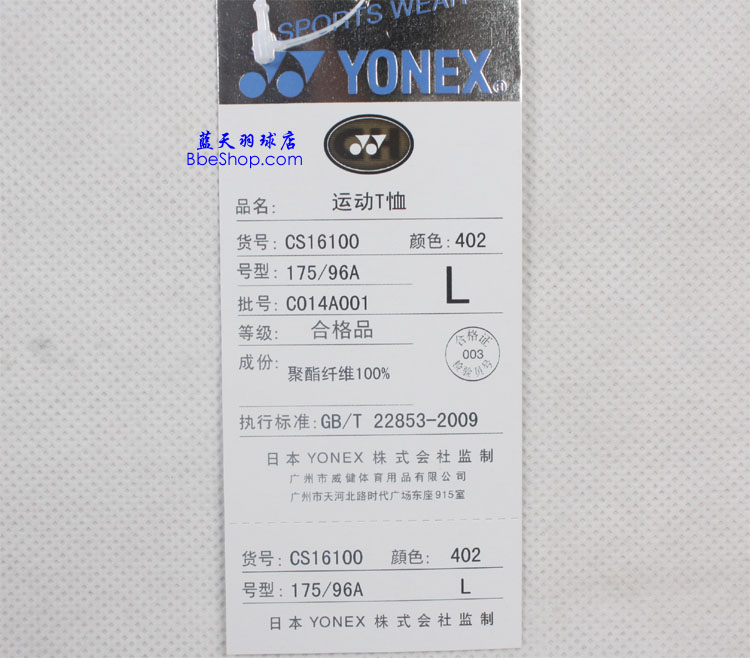 SPORTS WEAR
YONEX®
蓝天羽球店
BbeShop.com
品名: 运动T恤
货号: CS16100 颜色: 402
号型: 175/96A L
批号: C014A001
等级: 合格品
合格证
003
检验员号
成份: 聚酯纤维100%
执行标准: GB/T 22853-2009
日本 YONEX 株式会社监制
广州市威健体育用品有限公司
广州市天河北路时代广场东座915室
货号: CS16100 顔色: 402
号型: 175/96A L
日本 YONEX 株式会社监制